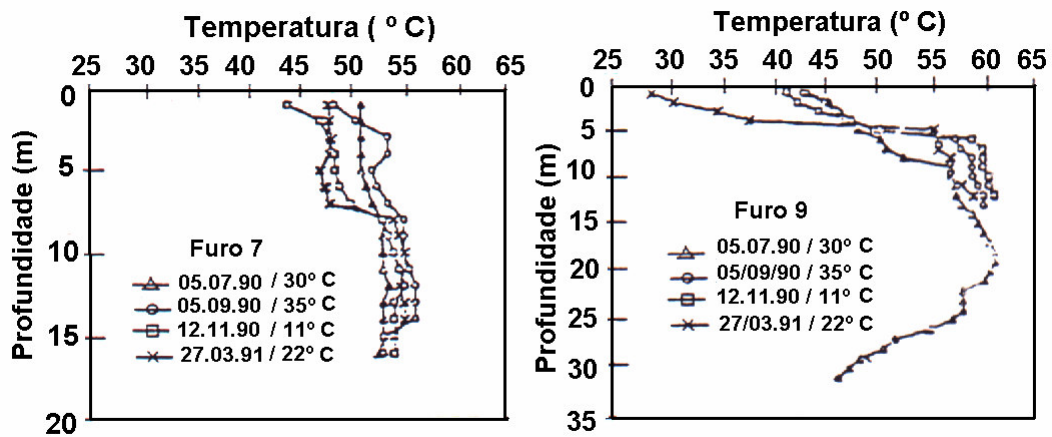 Temperatura ( º C)
25 30 35 40 45 50 55 60 65
Profundidade (m)
0
5
10
15
20
Furo 7
05.07.90 / 30º C
05.09.90 / 35º C
12.11.90 / 11º C
27.03.91 / 22º C
Temperatura (º C)
25 30 35 40 45 50 55 60 65
Profundidade (m)
0
5
10
15
20
25
30
35
Furo 9
05.07.90 / 30º C
05/09/90 / 35º C
12.11.90 / 11º C
27/03.91 / 22º C